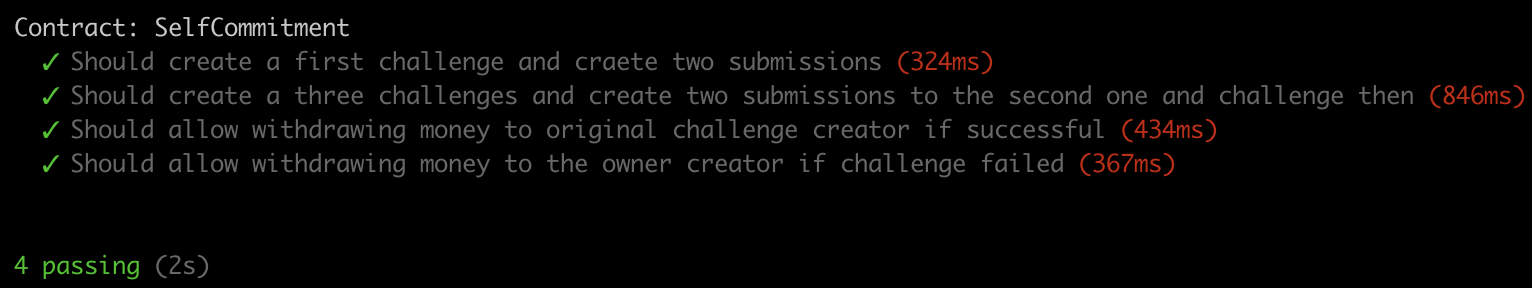 Contract: SelfCommitment
✓ Should create a first challenge and craete two submissions (324ms)
✓ Should create a three challenges and create two submissions to the second one and challenge then (846ms)
✓ Should allow withdrawing money to original challenge creator if successful (434ms)
✓ Should allow withdrawing money to the owner creator if challenge failed (367ms)
4 passing (2s)